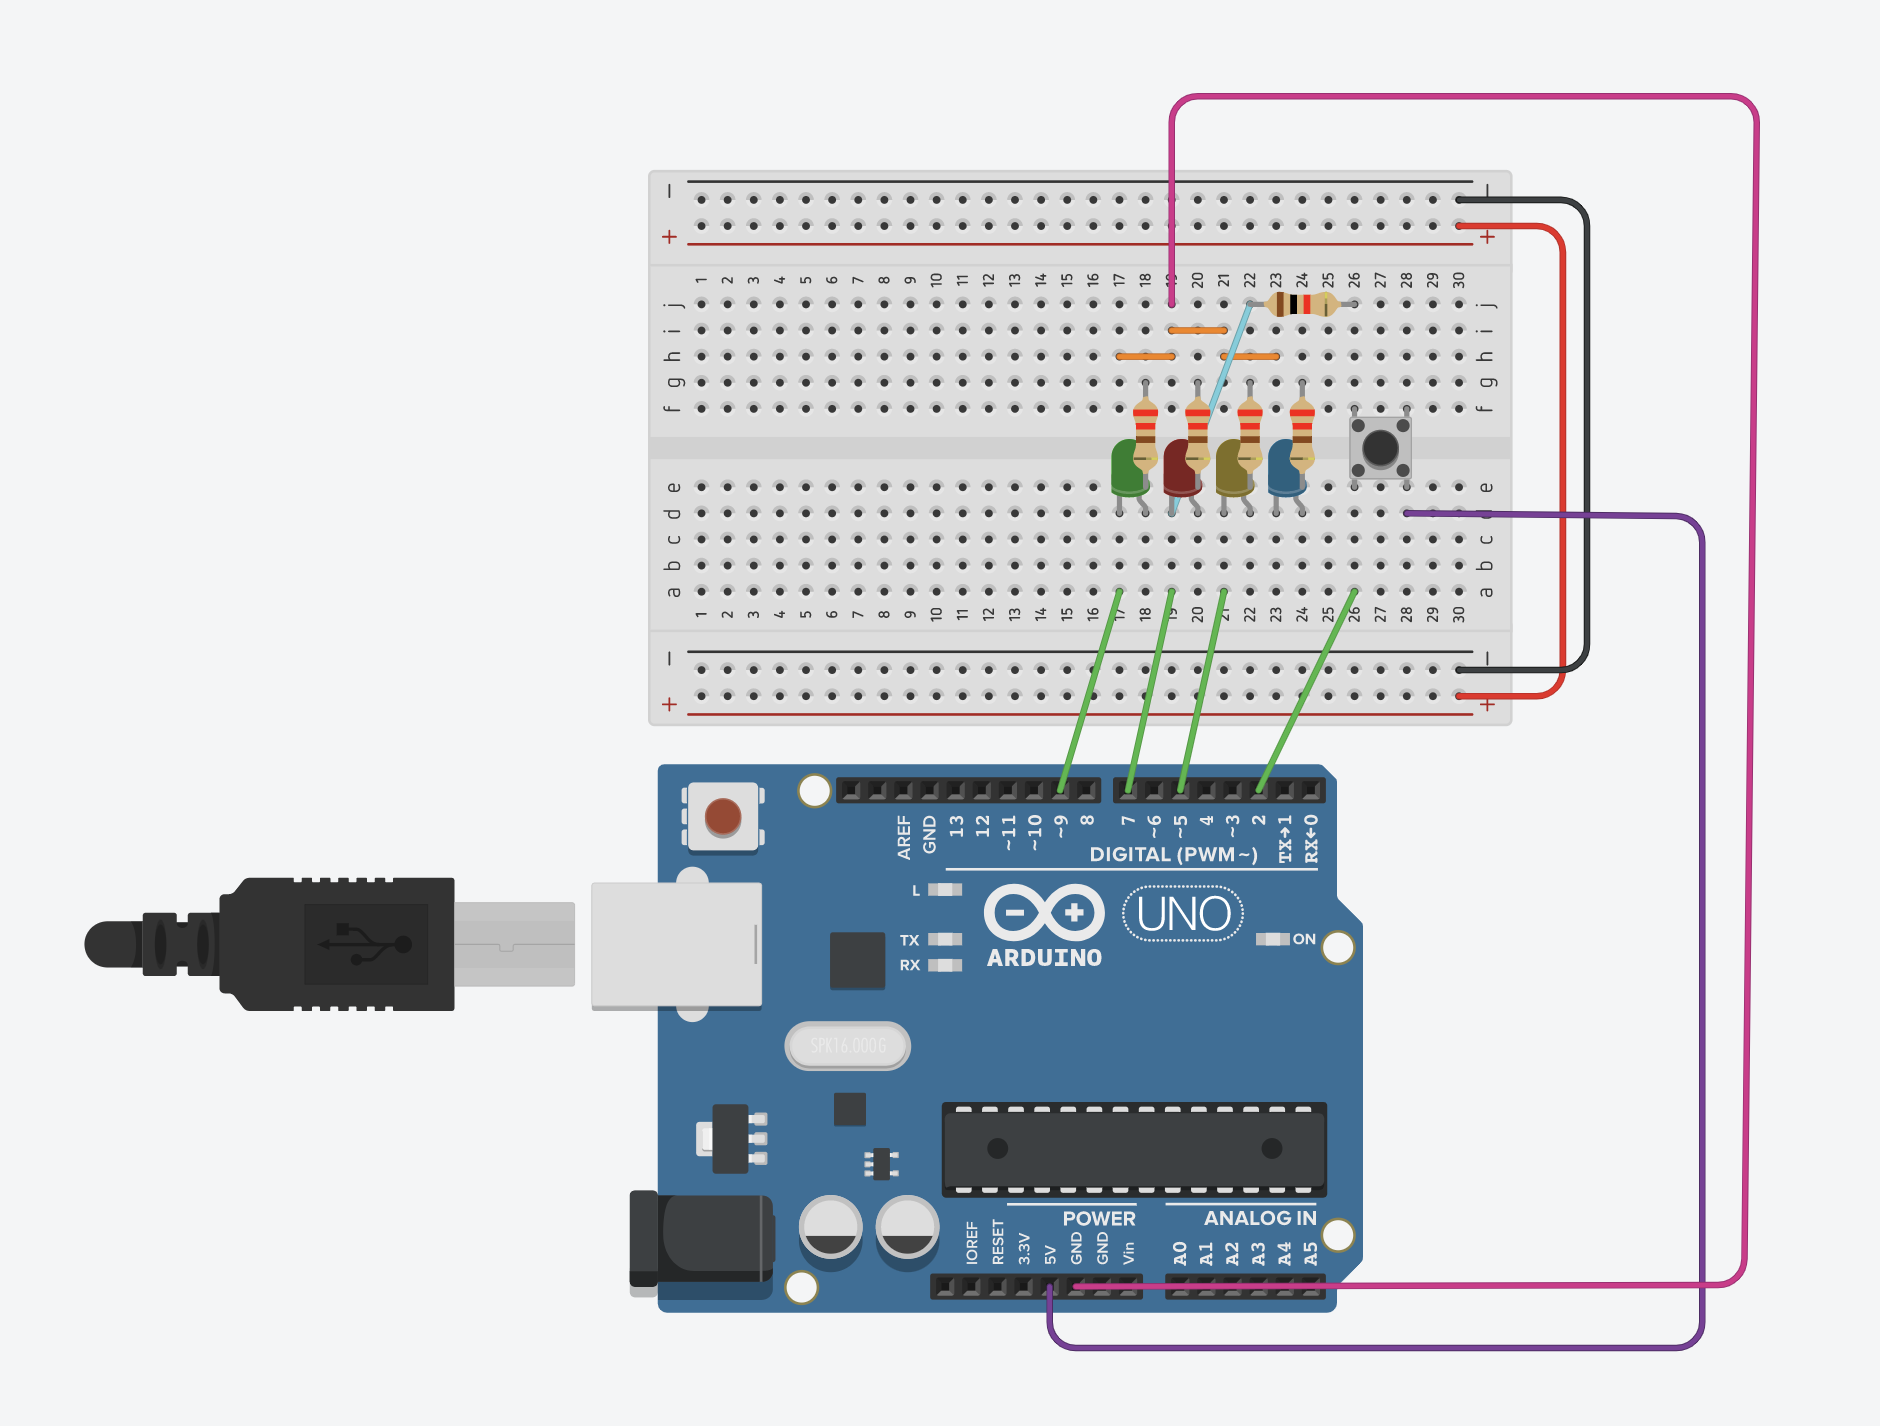 1 2 3 4 5 6 7 8 9 10 11 12 13 14 15 16 17 18 19 20 21 22 23 24 25 26 27 28 29 30
j j
i i
h h
g g
f f
e e
d
c c
b b
a a
1 2 3 4 5 6 7 8 9 10 11 12 13 14 15 16 17 18 19 20 21 22 23 24 25 26 27 28 29 30
AREF GND 13 12 ~11 ~10 ~9 8 7 ~6 ~5 4 ~3 2 TX→1 RX←0
DIGITAL (PWM ~)
L
UNO
TX
ON
RX
ARDUINO
SPK16.000G
POWER ANALOG IN
IOREF RESET 3.3V 5V GND GND Vin A0 A1 A2 A3 A4 A5